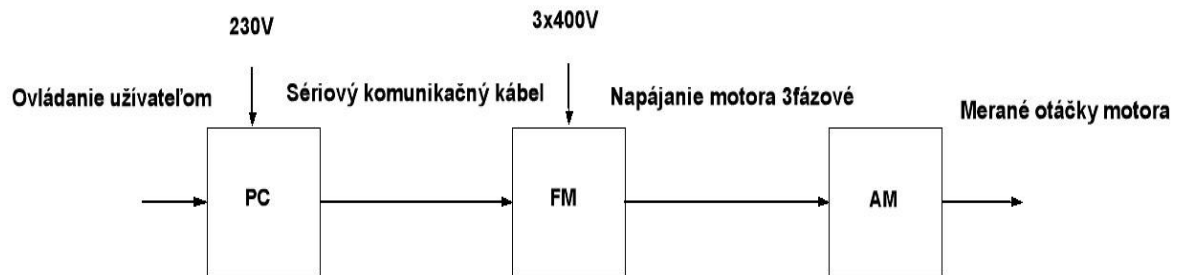 230V
3x400V
Ovládanie užívateľom
Sériový komunikačný kábel
Napájanie motora 3fázové
Merané otáčky motora
PC
FM
AM